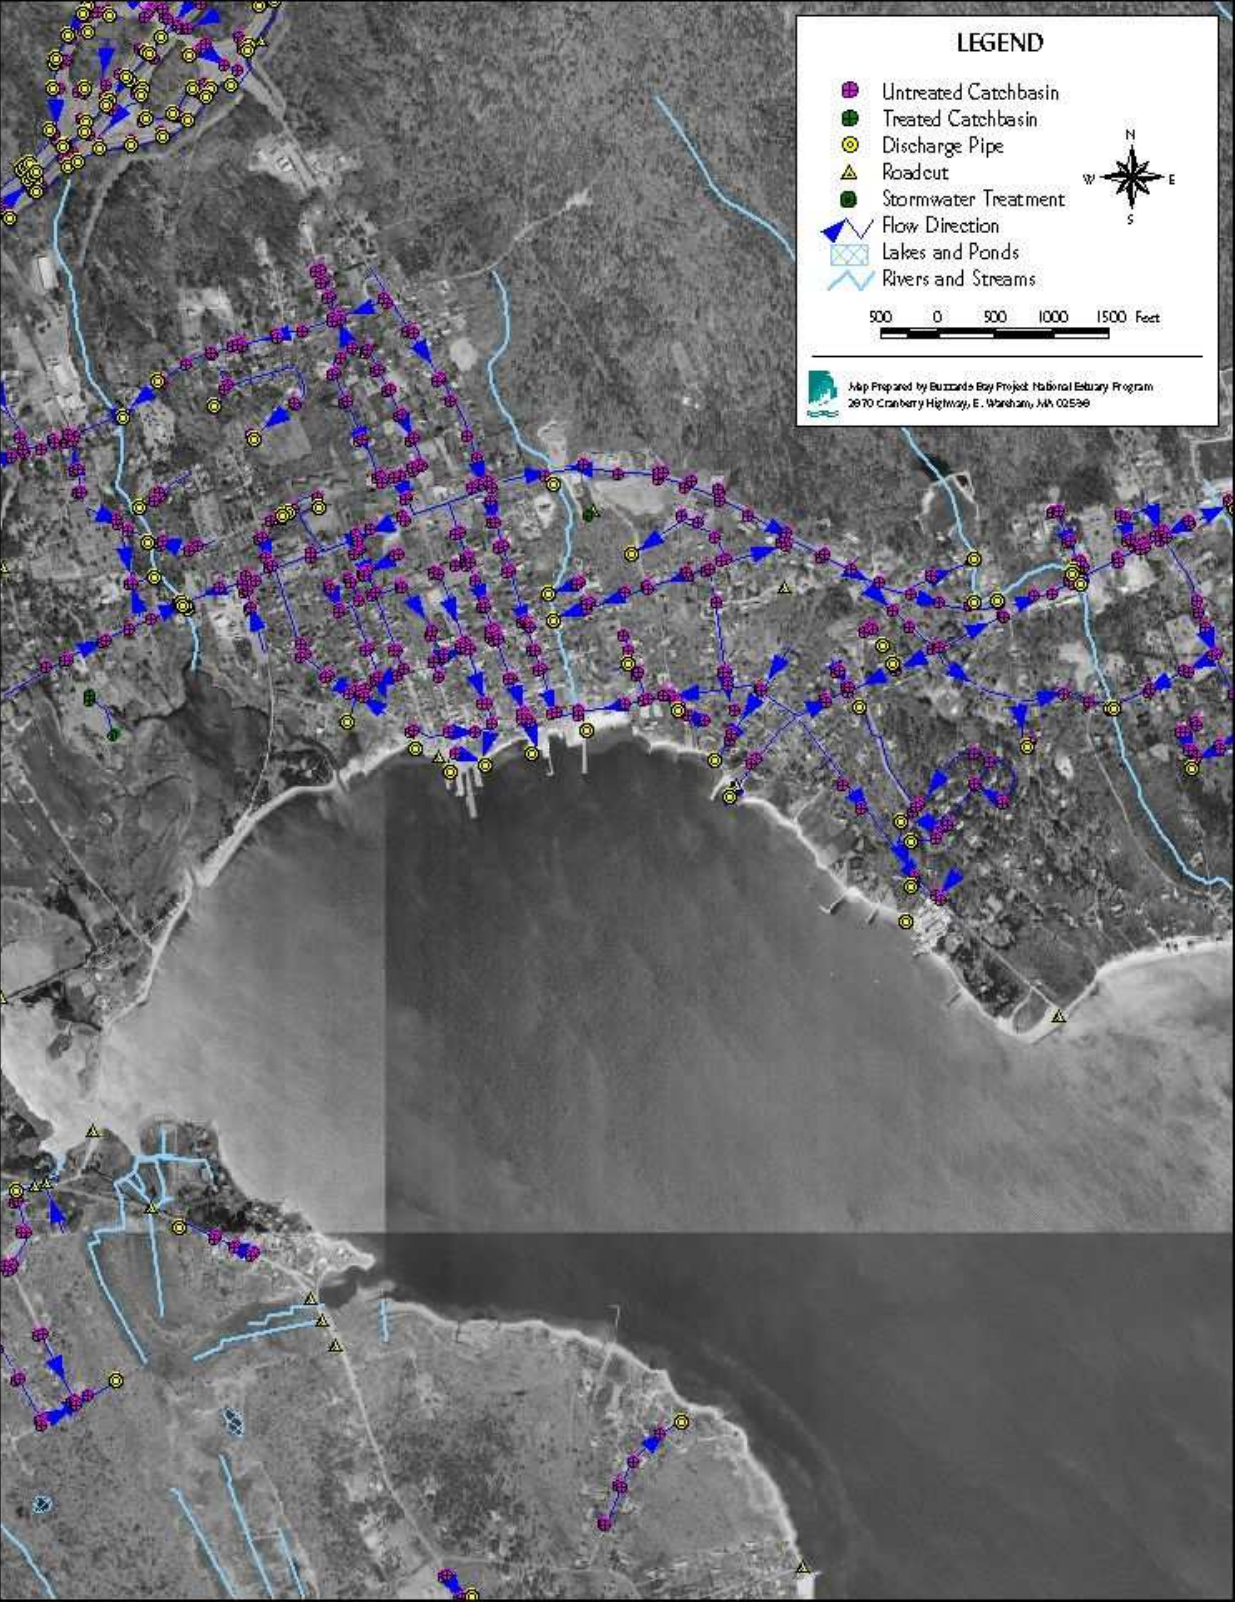 LEGEND
Untreated Catchbasin
Treated Catchbasin
Discharge Pipe
Roadcut
Stormwater Treatment
Flow Direction
Lakes and Ponds
Rivers and Streams
N
W E
S
500 0 500 1000 1500 Feet
Map Prepared by Buzzards Bay Project National Estuary Program
2870 Cranberry Highway, E. Wareham, MA 02538